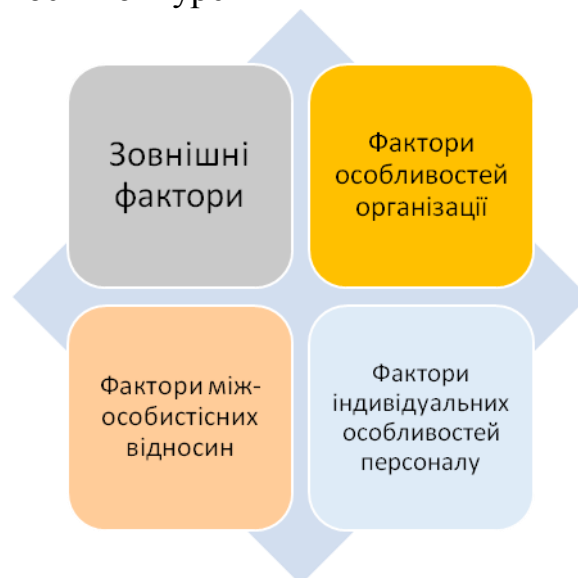 Зовнішні
фактори
Фактори
особливостей
організації
Фактори між-
особистісних
відносин
Фактори
індивідуальних
особливостей
персоналу